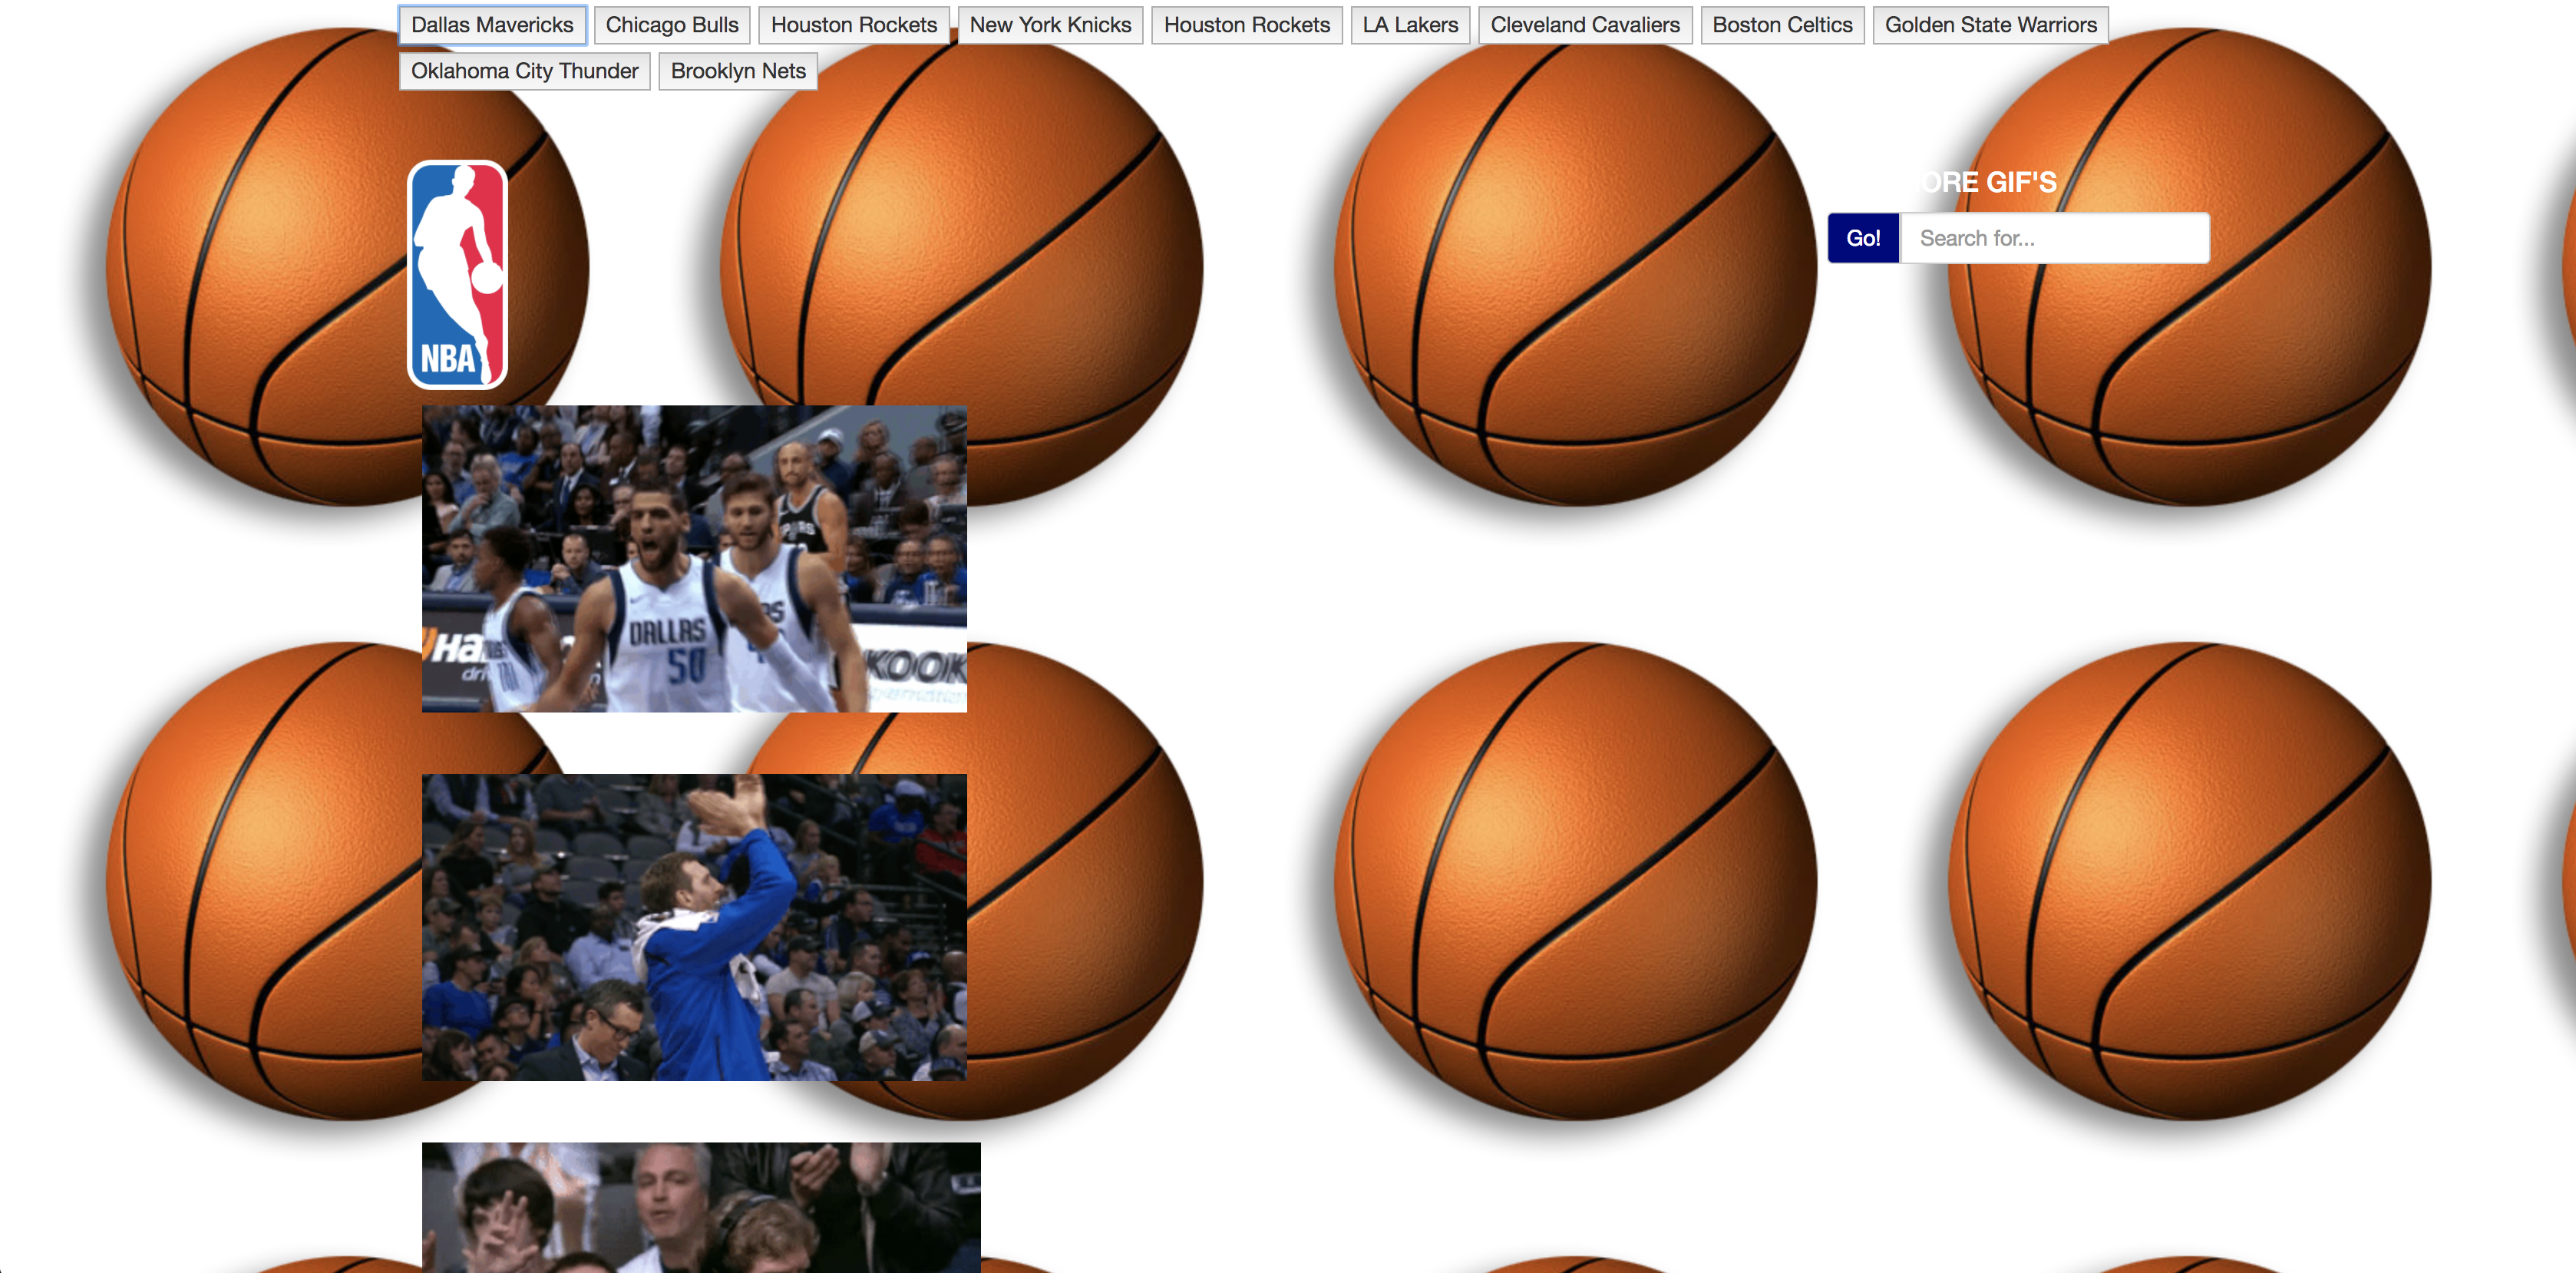 Dallas Mavericks Chicago Bulls Houston Rockets New York Knicks Houston Rockets LA Lakers Cleveland Cavaliers Boston Celtics Golden State Warriors
Oklahoma City Thunder Brooklyn Nets
ORE GIF'S
Go! Search for...
NBA
DALLAS
50
KOOK